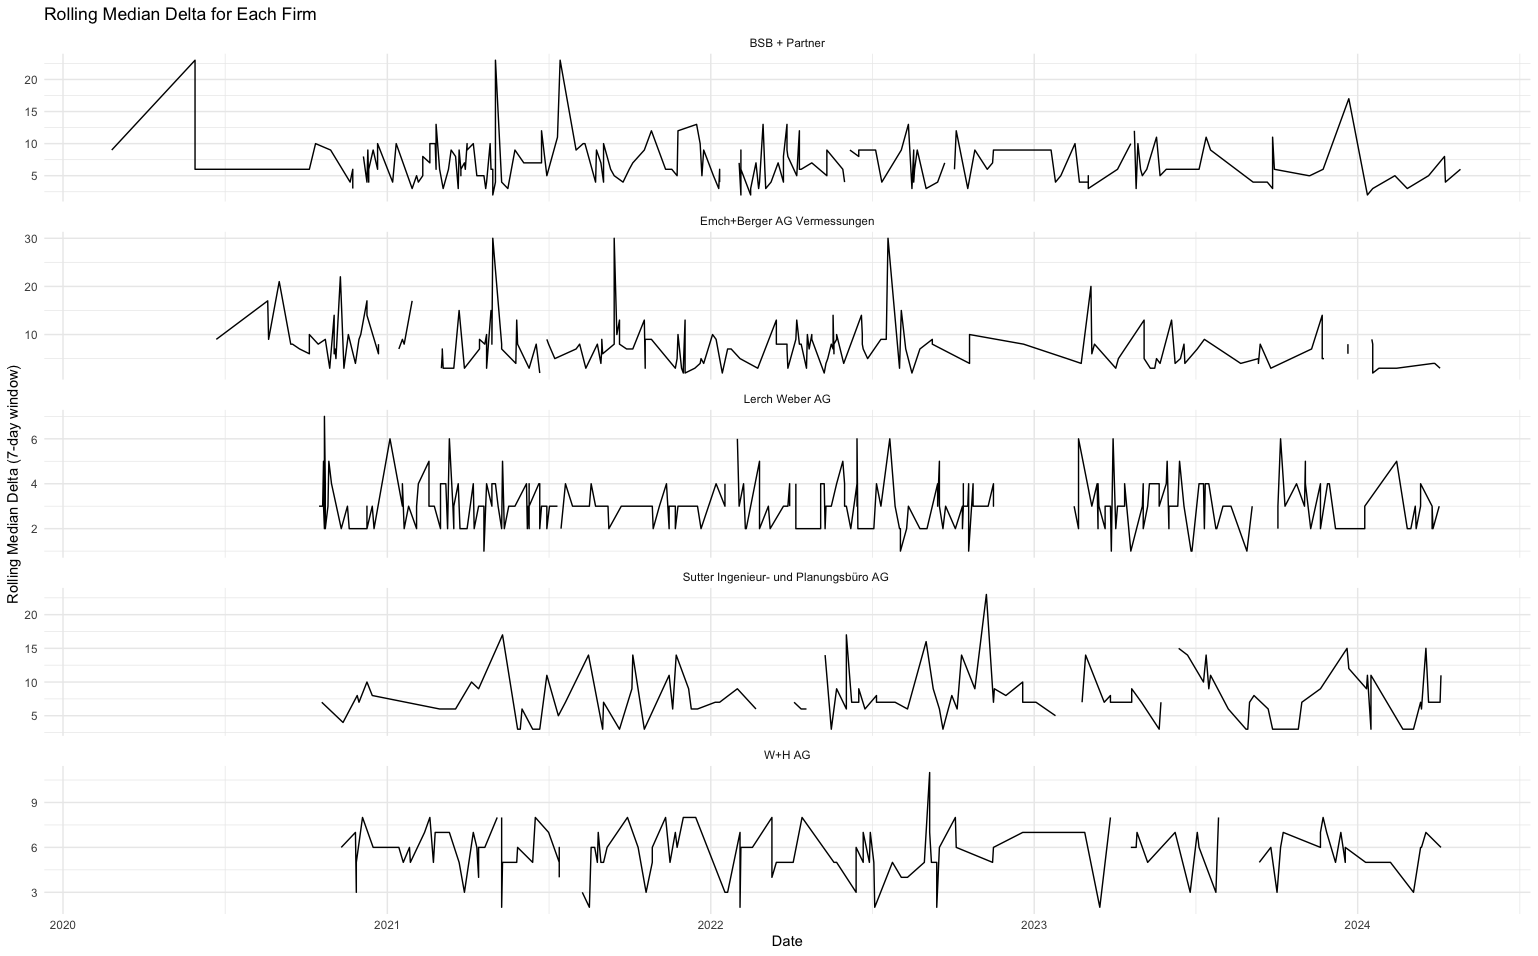 Rolling Median Delta for Each Firm
BSB + Partner
20
15
10
5
Emch+Berger AG Vermessungen
30
20
10
Lerch Weber AG
6
4
2
Sutter Ingenieur- und Planungsbüro AG
20
15
10
5
W+H AG
9
6
3
Rolling Median Delta (7-day window)
2020 2021 2022 2023 2024
Date